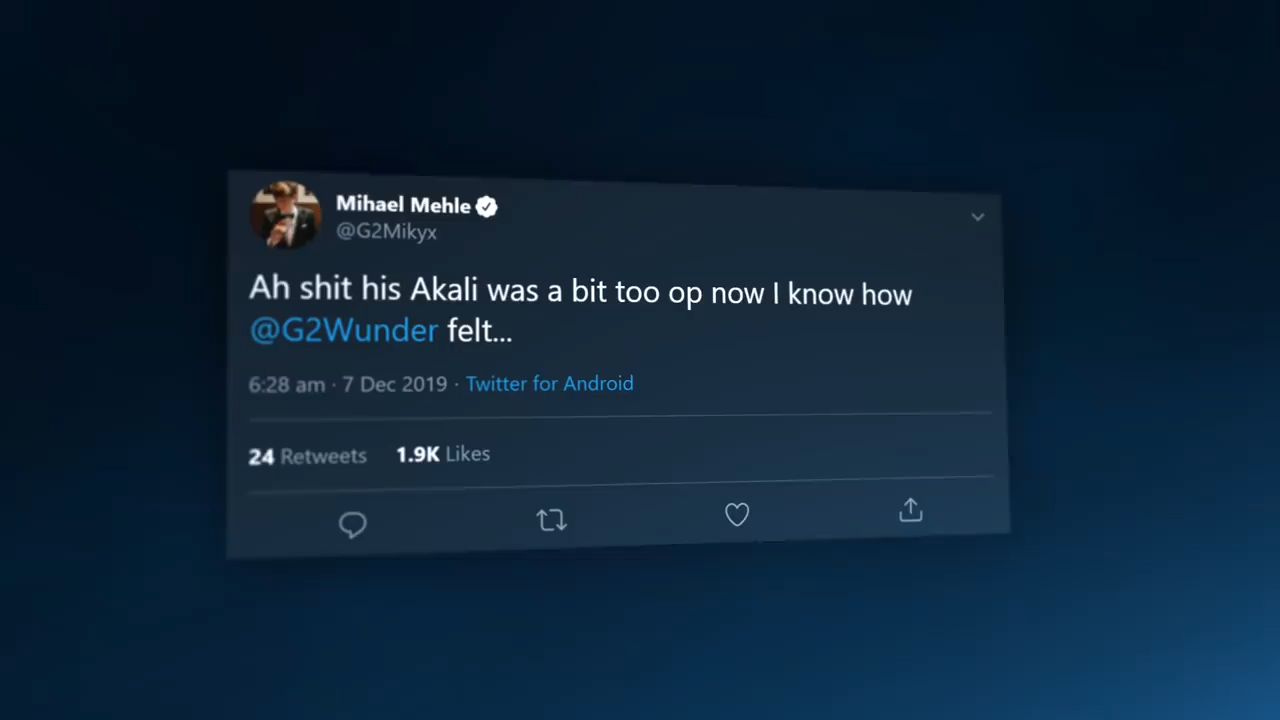 Mihael Mehle
@G2Mikyx
Ah shit his Akali was a bit too op now I know how
@G2Wunder felt...
6:28 am · 7 Dec 2019 · Twitter for Android
24 Retweets 1.9K Likes